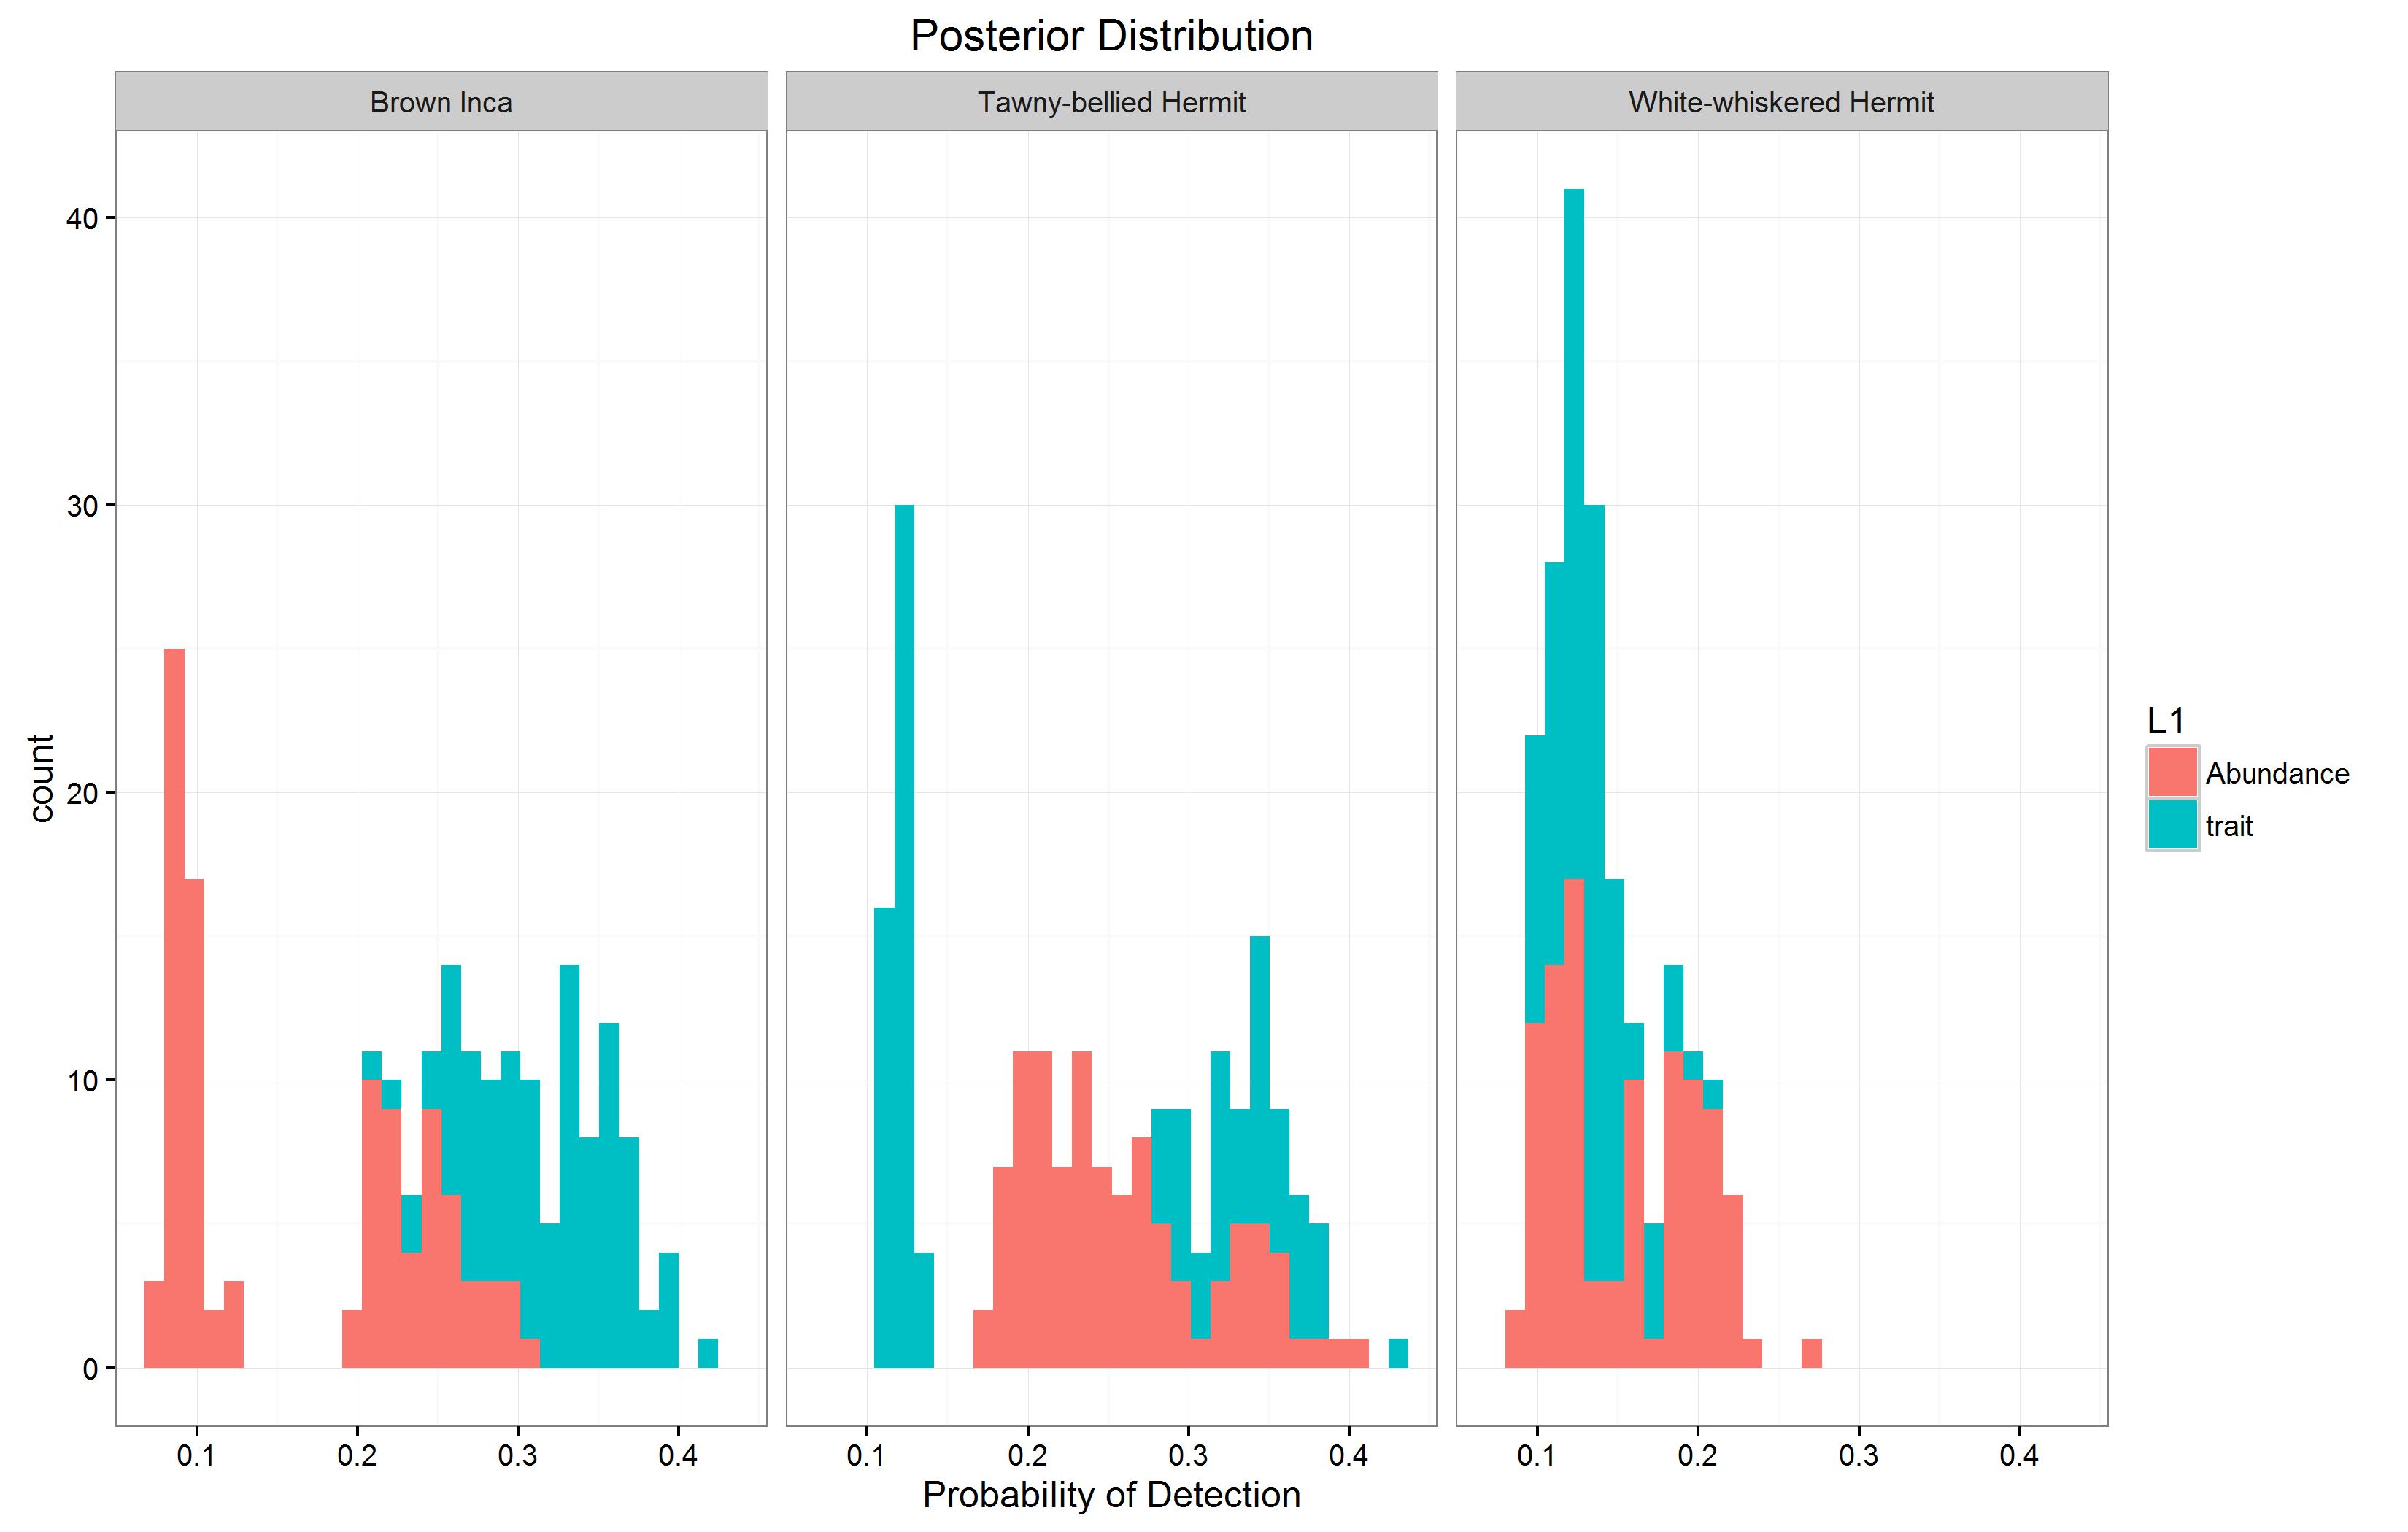 Posterior Distribution
Brown Inca
Tawny-bellied Hermit
White-whiskered Hermit
40
30
20
10
0
count
0.1 0.2 0.3 0.4
0.1 0.2 0.3 0.4
0.1 0.2 0.3 0.4
Probability of Detection
L1
Abundance
trait